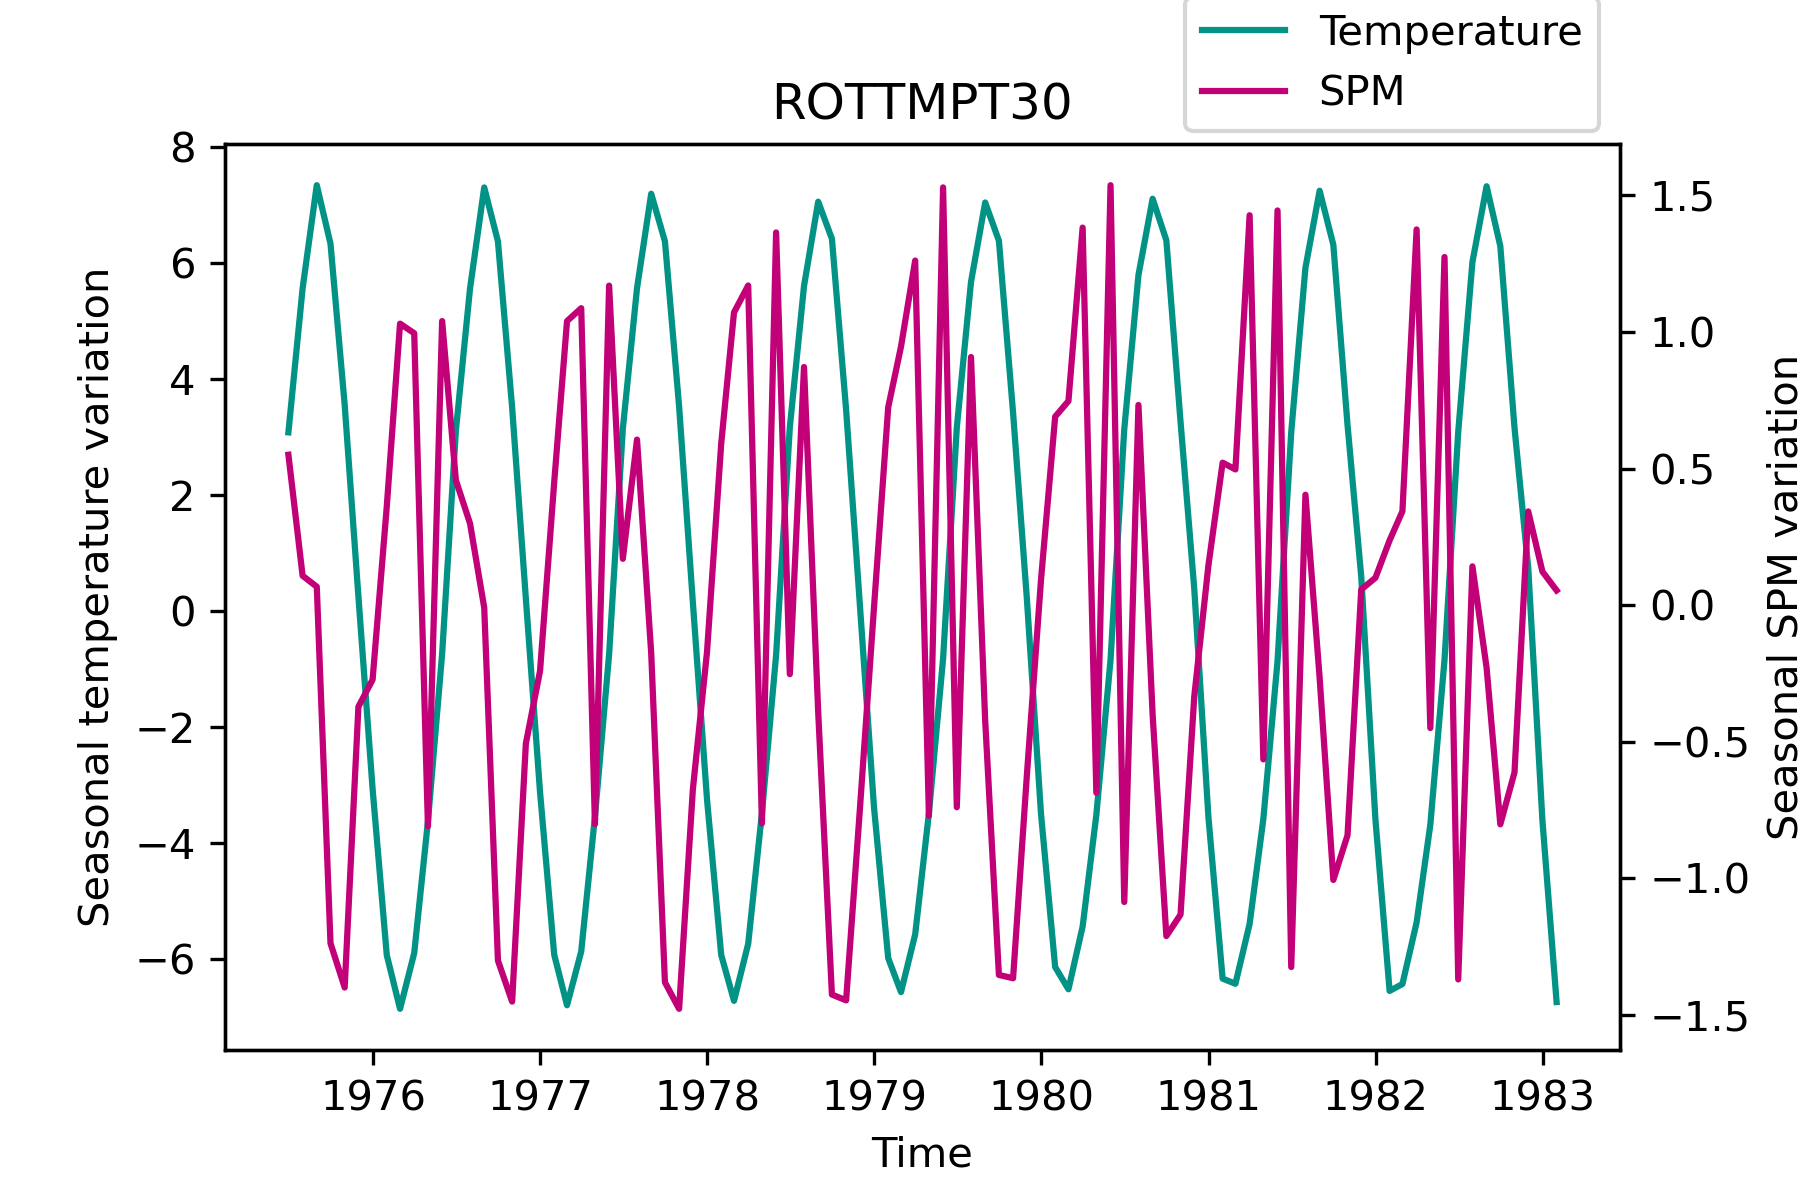 Temperature
SPM
ROTTMPT30
Seasonal temperature variation
8
6
4
2
0
−2
−4
−6
1.5
1.0
0.5
0.0
−0.5
−1.0
−1.5
Seasonal SPM variation
1976 1977 1978 1979 1980 1981 1982 1983
Time